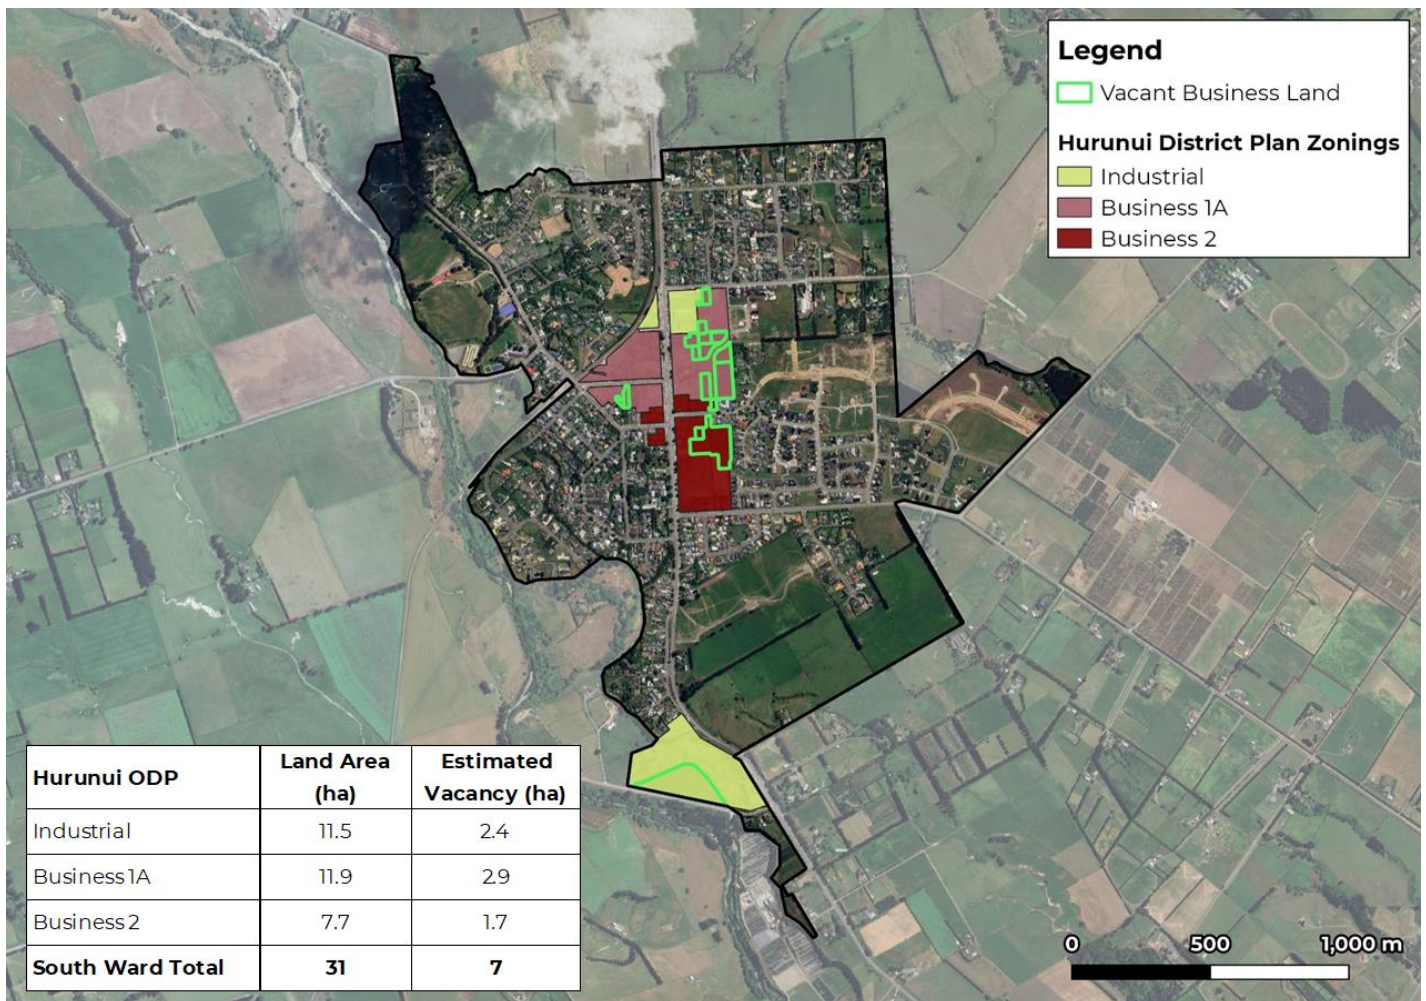 Legend
Vacant Business Land
Hurunui District Plan Zonings
Industrial
Business 1A
Business 2
Hurunui ODP Land Area (ha) Estimated Vacancy (ha)
Industrial 11.5 2.4
Business 1A 11.9 2.9
Business 2 7.7 1.7
South Ward Total 31 7
0 500 1,000 m